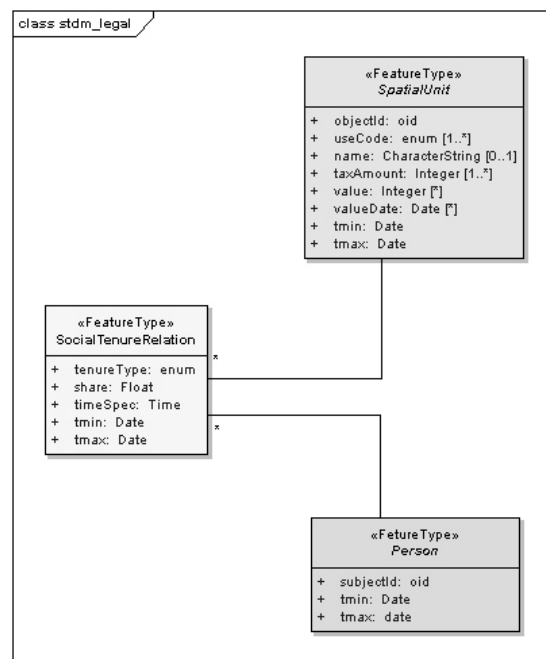 class stdm_legal
«FeatureType»
SpatialUnit
+ objectId: oid
+ useCode: enum [1..*]
+ name: CharacterString [0..1]
+ taxAmount: Integer [1..*]
+ value: Integer [*]
+ valueDate: Date [*]
+ tmin: Date
+ tmax: Date
«FeatureType»
SocialTenureRelation
+ tenureType: enum
+ share: Float
+ timeSpec: Time
+ tmin: Date
+ tmax: Date
*
*
«FetureType»
Person
+ subjectId: oid
+ tmin: Date
+ tmax: date